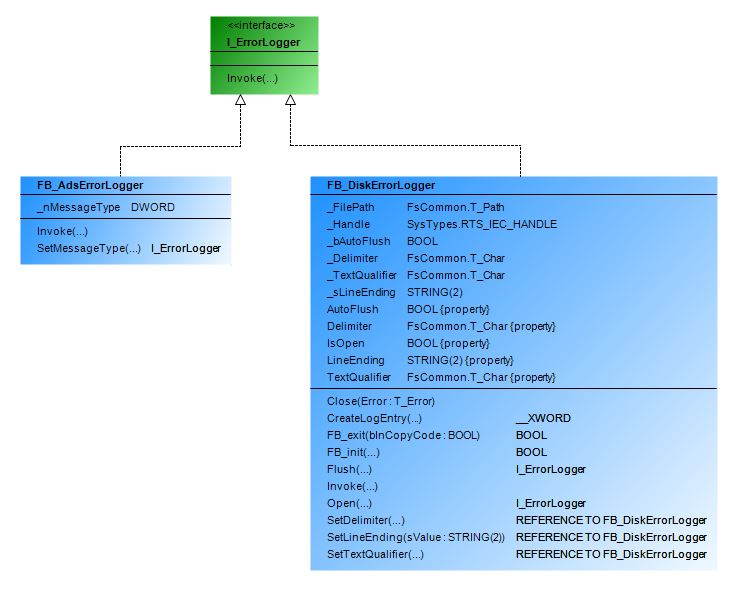 <<interface>>
I_ErrorLogger
Invoke(...)
FB_AdsErrorLogger
_nMessageType DWORD
Invoke(...)
SetMessageType(...) I_ErrorLogger
FB_DiskErrorLogger
_FilePath FsCommon.T_Path
_Handle SysTypes.RTS_IEC_HANDLE
_bAutoFlush BOOL
_Delimiter FsCommon.T_Char
_TextQualifier FsCommon.T_Char
_sLineEnding STRING(2)
AutoFlush BOOL {property}
Delimiter FsCommon.T_Char {property}
IsOpen BOOL {property}
LineEnding STRING(2) {property}
TextQualifier FsCommon.T_Char {property}
Close(Error : T_Error)
CreateLogEntry(...) __XWORD
FB_exit(bInCopyCode : BOOL) BOOL
FB_init(...) BOOL
Flush(...) I_ErrorLogger
Invoke(...)
Open(...) I_ErrorLogger
SetDelimiter(...) REFERENCE TO FB_DiskErrorLogger
SetLineEnding(sValue : STRING(2)) REFERENCE TO FB_DiskErrorLogger
SetTextQualifier(...) REFERENCE TO FB_DiskErrorLogger